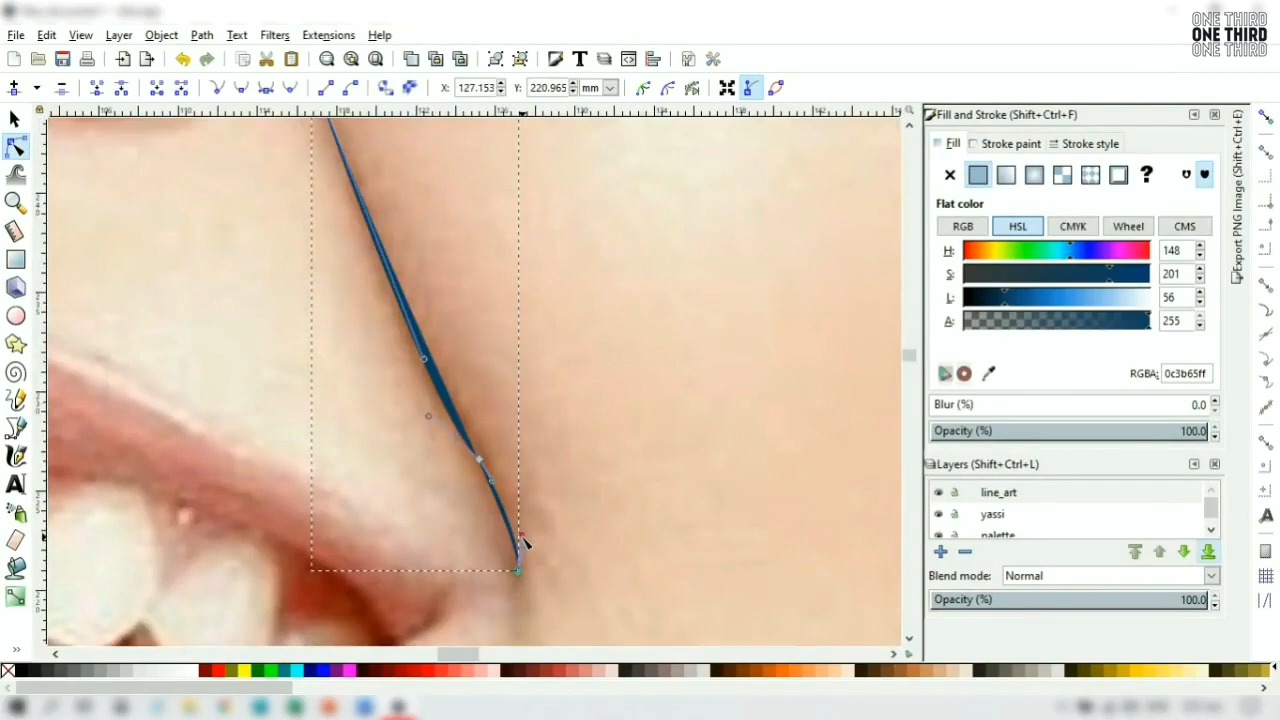 ONE THIRD
ONE THIRD
ONE THIRD
File Edit View Layer Object Path Text Filters Extensions Help
X: 127.153 Y: 220.965 mm
Fill and Stroke (Shift+Ctrl+F)
Fill Stroke paint Stroke style
Flat color
RGB HSL CMYK Wheel CMS
H: 148
S: 201
L: 56
A: 255
RGBA: 0c3b65ff
Blur (%) 0.0
Opacity (%) 100.0
Layers (Shift+Ctrl+L)
line_art
yassi
palette
Blend mode: Normal
Opacity (%) 100.0
Export PNG Image (Shift+Ctrl+E)